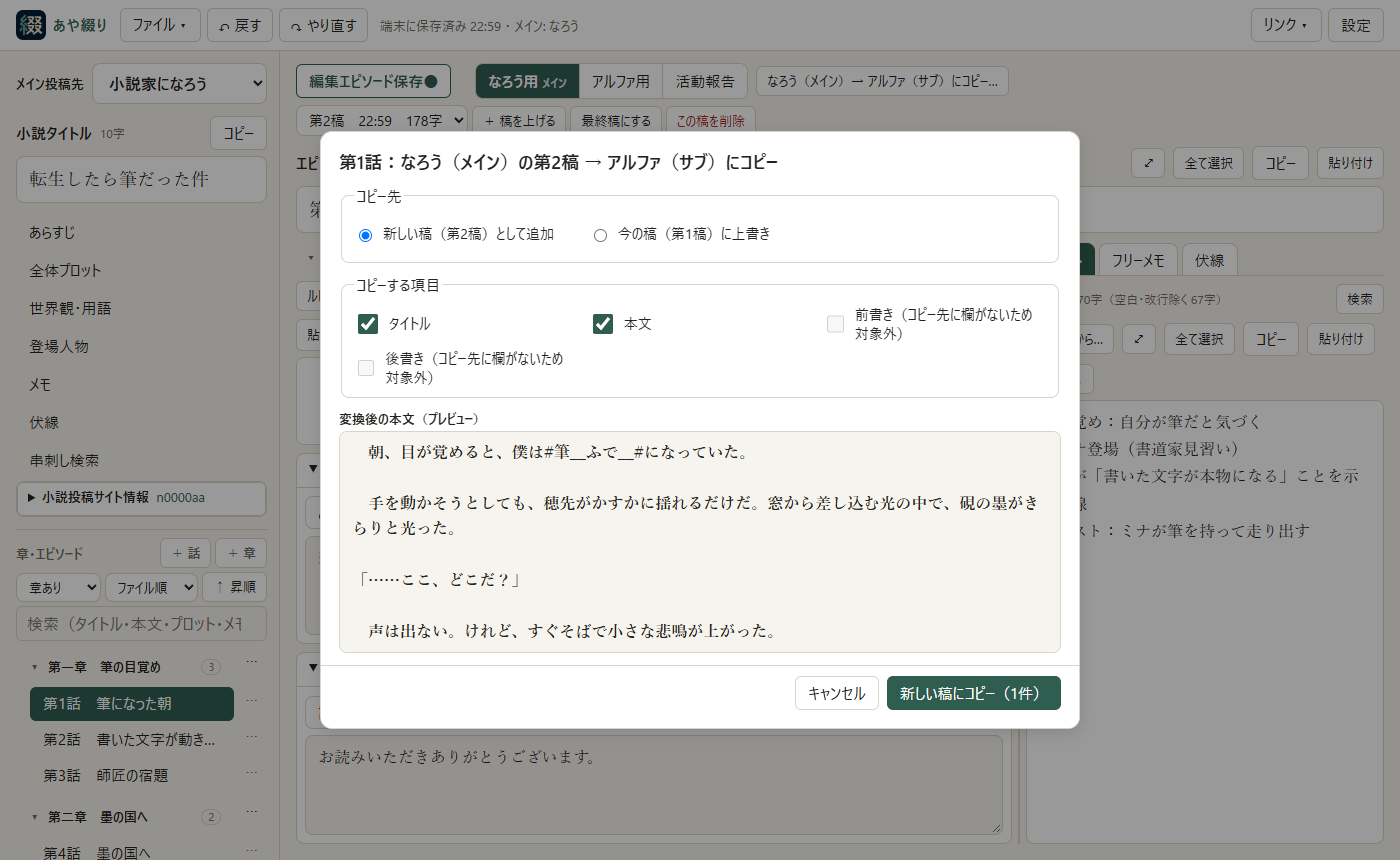 綴 あや綴り ファイル ▾ 戻す やり直す 端末に保存済み 22:59・メイン: なろう リンク ▾ 設定
メイン投稿先 小説家になろう
小説タイトル 10字 コピー
転生したら筆だった件
あらすじ
全体プロット
世界観・用語
登場人物
メモ
伏線
串刺し検索
▶ 小説投稿サイト情報 n0000aa
章・エピソード ＋ 話 ＋ 章
章あり ファイル順 ↑ 昇順
検索（タイトル・本文・プロット・メモ
▾ 第一章　筆の目覚め 3 …
第1話　筆になった朝 …
第2話　書いた文字が動き… …
第3話　師匠の宿題 …
▾ 第二章　墨の国へ 2 …
第4話　墨の国へ …
編集エピソード保存● なろう用 メイン アルファ用 活動報告 なろう（メイン）→ アルファ（サブ）にコピー…
第2稿　22:59　178字 ＋ 稿を上げる 最終稿にする この稿を削除
エピ
全て選択 コピー 貼り付け
第
フリーメモ 伏線
70字（空白・改行除く 67字） 検索
から… 全て選択 コピー 貼り付け
覚め：自分が筆だと気づく
ナ登場（書道家見習い）
が「書いた文字が本物になる」ことを示
線
スト：ミナが筆を持って走り出す
第1話：なろう（メイン）の第2稿 → アルファ（サブ）にコピー
コピー先
新しい稿（第2稿）として追加 今の稿（第1稿）に上書き
コピーする項目
タイトル 本文 前書き（コピー先に欄がないため
対象外）
後書き（コピー先に欄がないため
対象外）
変換後の本文（プレビュー）
　朝、目が覚めると、僕は#筆__ふで__#になっていた。
　手を動かそうとしても、穂先がかすかに揺れるだけだ。窓から差し込む光の中で、硯の墨がき
らりと光った。
「……ここ、どこだ？」
　声は出ない。けれど、すぐそばで小さな悲鳴が上がった。
キャンセル 新しい稿にコピー（1件）
お読みいただきありがとうございます。